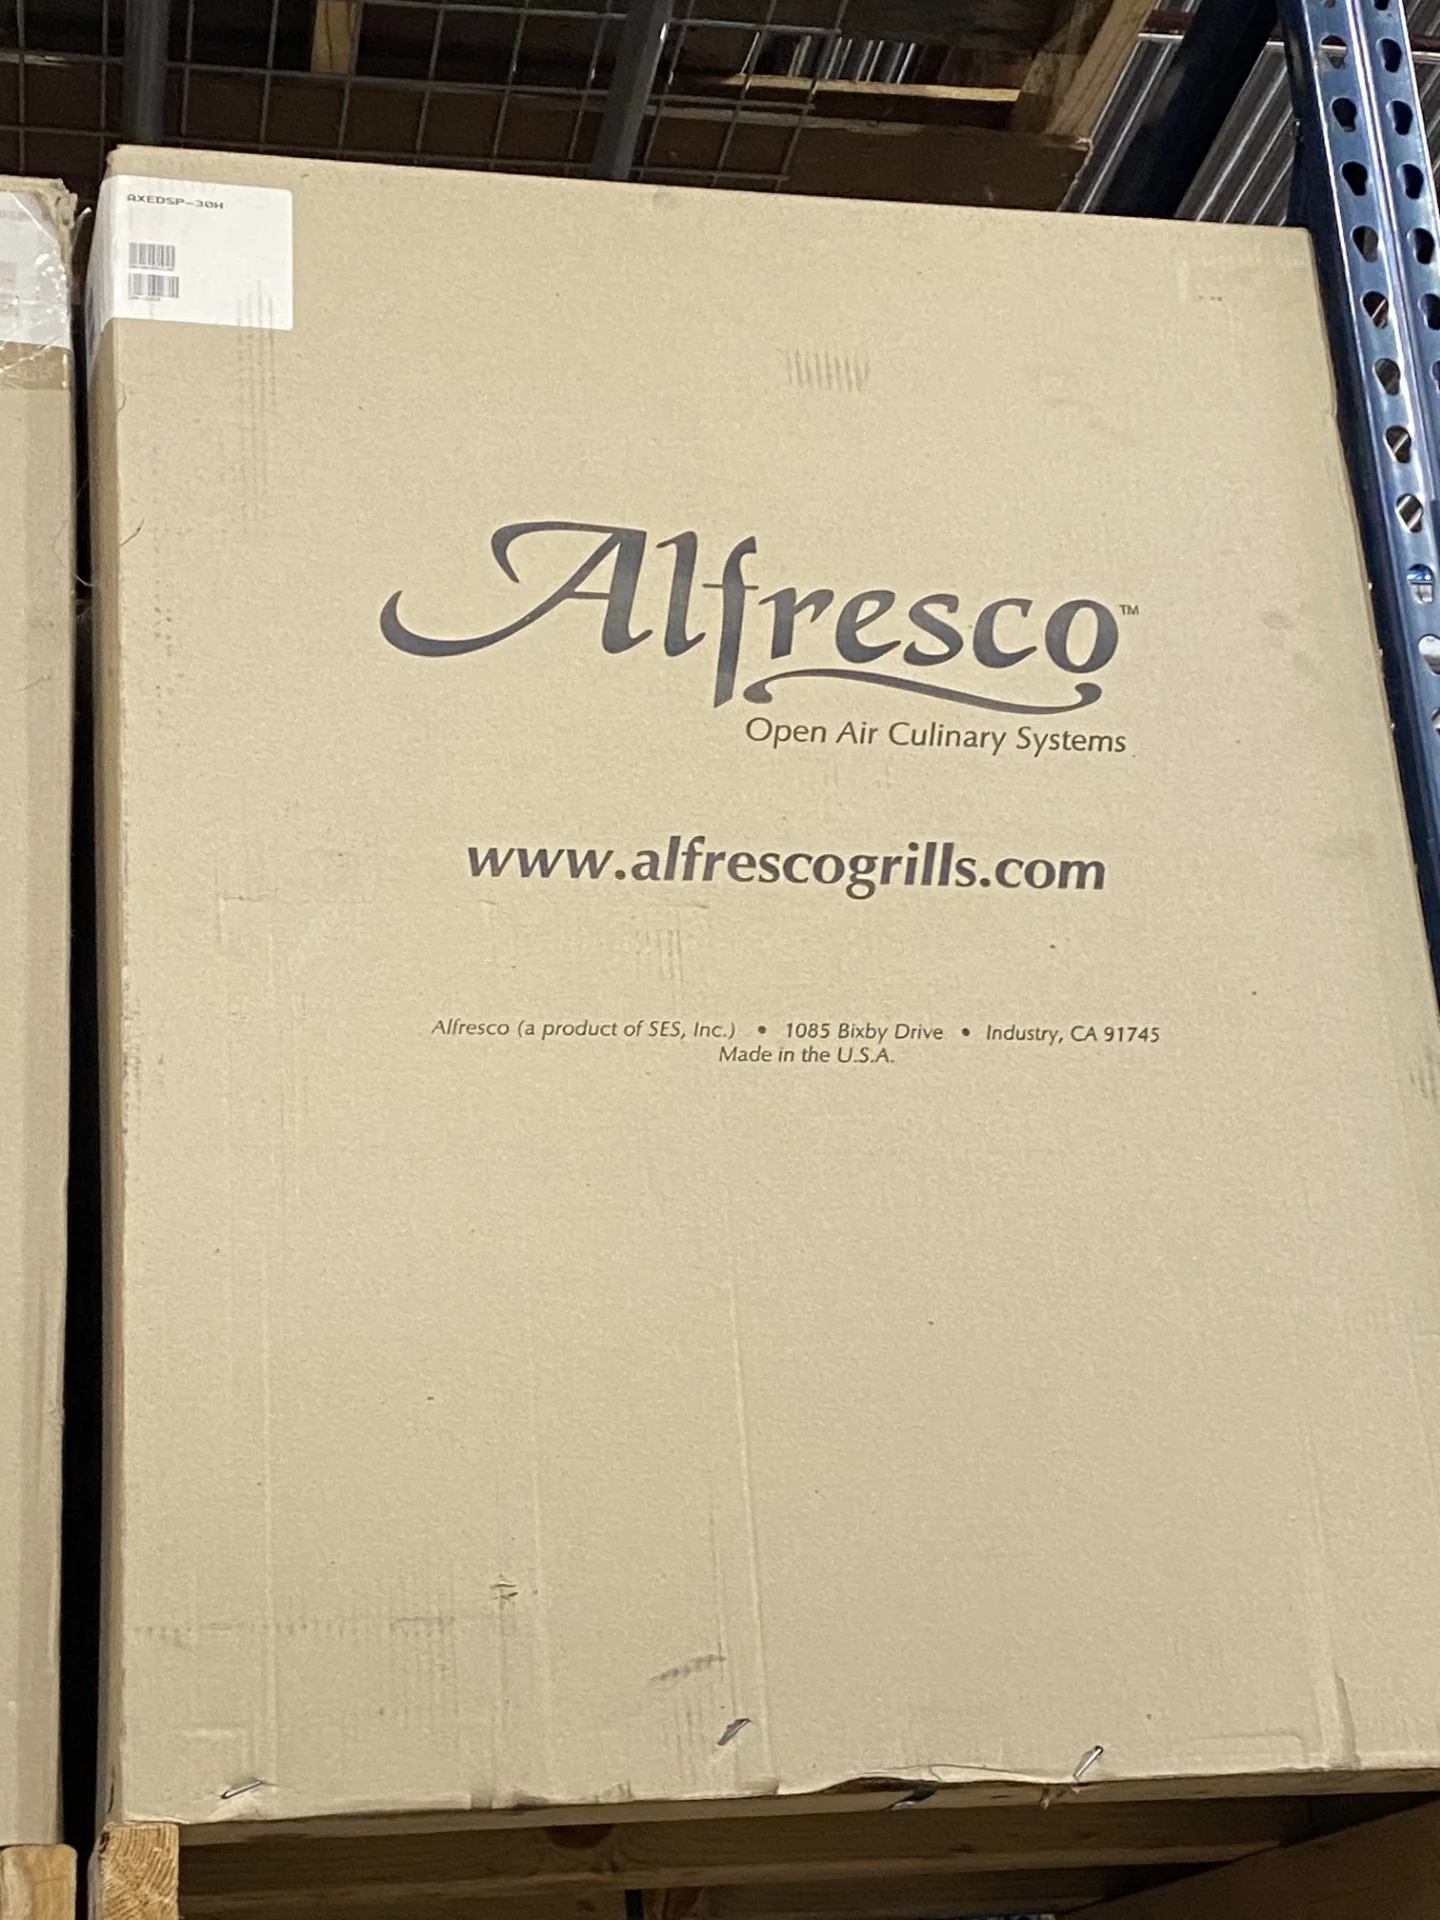 AXEDSP-30H
Alfresco™
Open Air Culinary Systems
www.alfrescogrills.com
Alfresco (a product of SES, Inc.) • 1085 Bixby Drive • Industry, CA 91745
Made in the U.S.A.